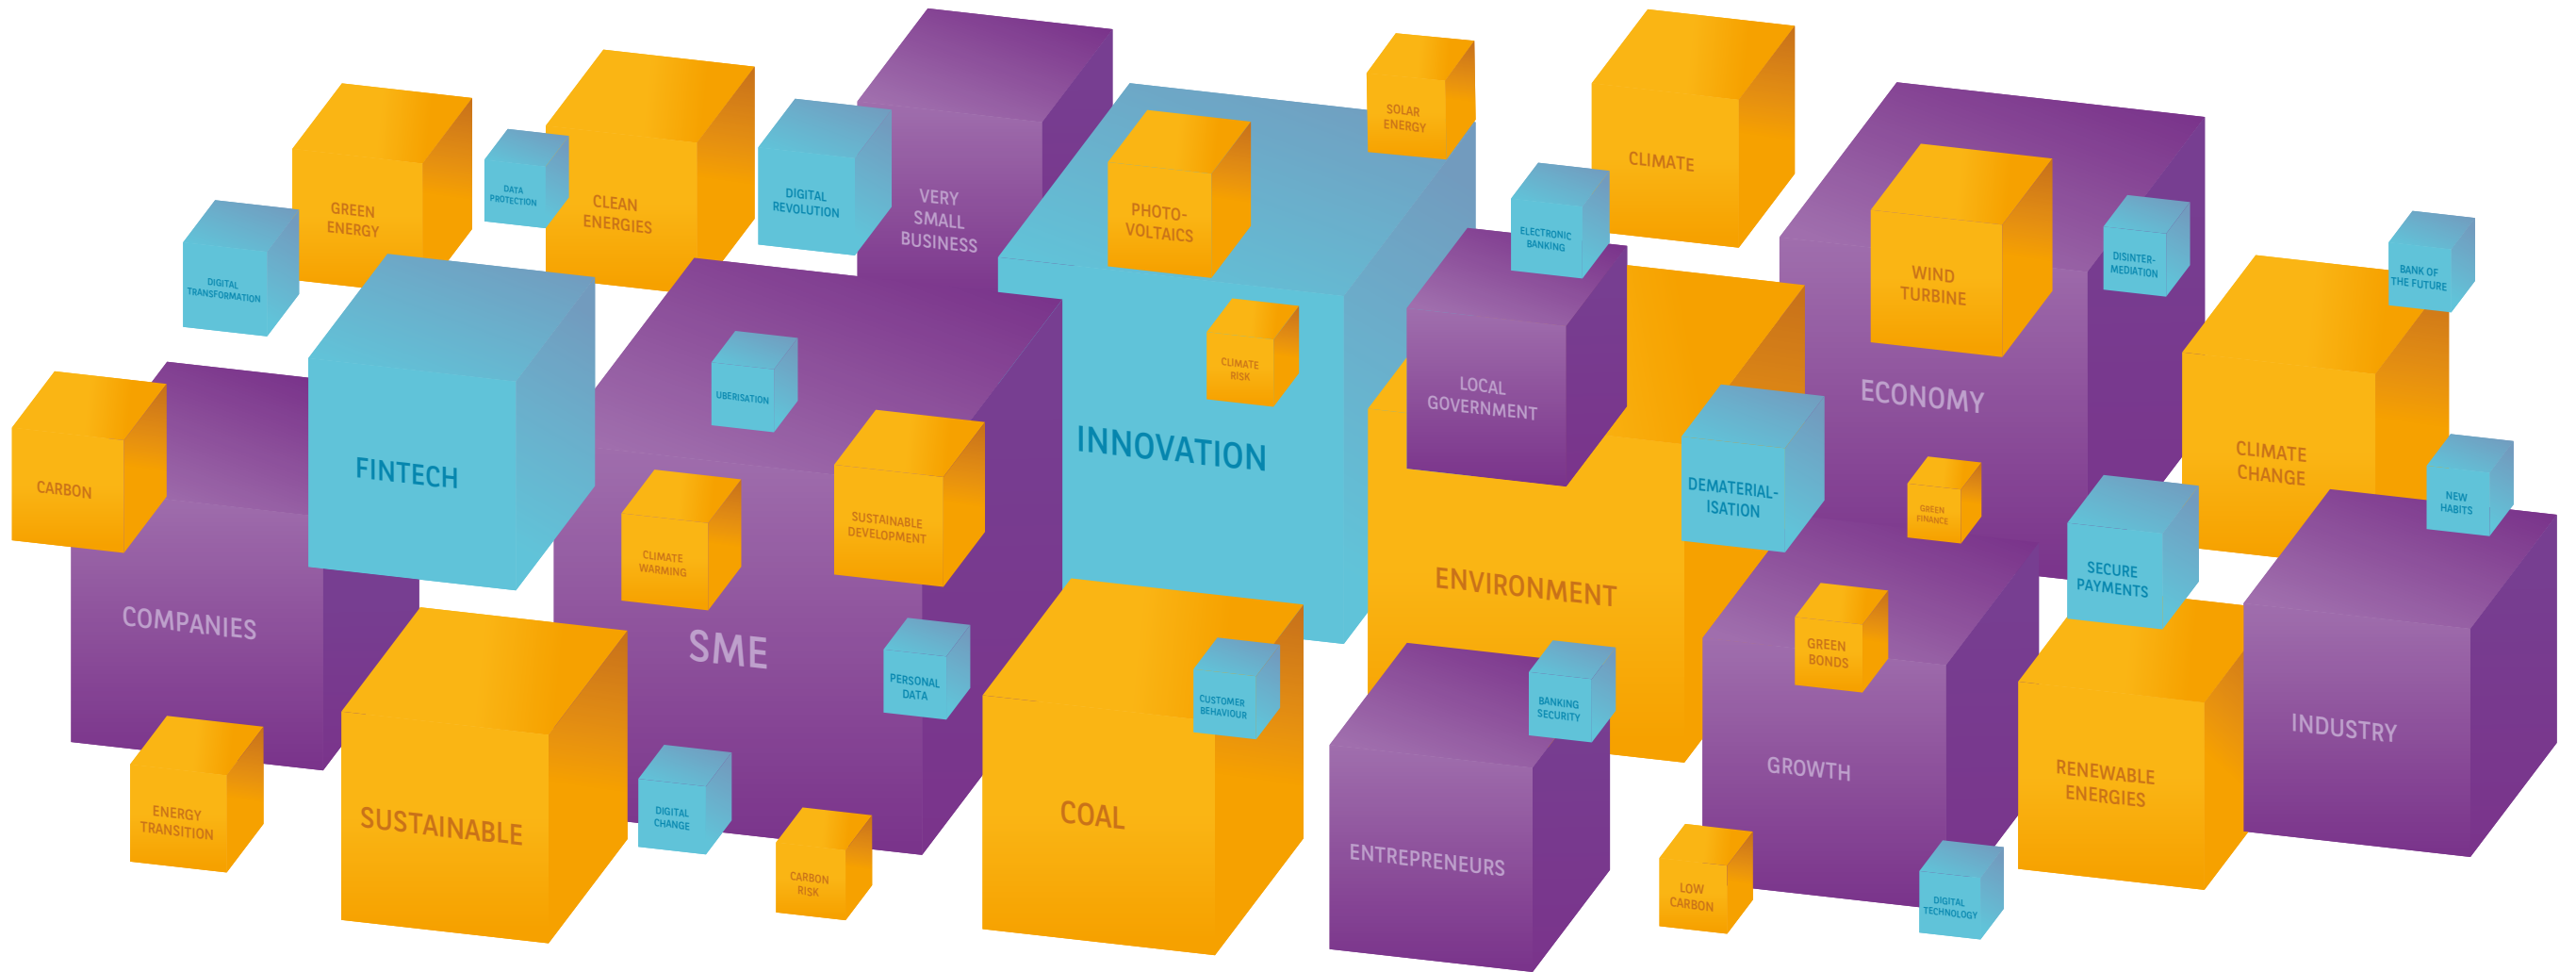 SOLAR
ENERGY
CLIMATE
GREEN
ENERGY
DATA
PROTECTION
CLEAN
ENERGIES
DIGITAL
REVOLUTION
VERY
SMALL
BUSINESS
PHOTO-
VOLTAICS
ELECTRONIC
BANKING
WIND
TURBINE
DISINTER-
MEDIATION
BANK OF
THE FUTURE
DIGITAL
TRANSFORMATION
CLIMATE
RISK
LOCAL
GOVERNMENT
ECONOMY
UBERISATION
CARBON
FINTECH
INNOVATION
CLIMATE
CHANGE
DEMATERIAL-
ISATION
GREEN
FINANCE
NEW
HABITS
SUSTAINABLE
DEVELOPMENT
CLIMATE
WARMING
ENVIRONMENT
SECURE
PAYMENTS
COMPANIES
SME
PERSONAL
DATA
CUSTOMER
BEHAVIOUR
BANKING
SECURITY
GREEN
BONDS
INDUSTRY
ENERGY
TRANSITION
SUSTAINABLE
DIGITAL
CHANGE
COAL
GROWTH
RENEWABLE
ENERGIES
CARBON
RISK
ENTREPRENEURS
LOW
CARBON
DIGITAL
TECHNOLOGY